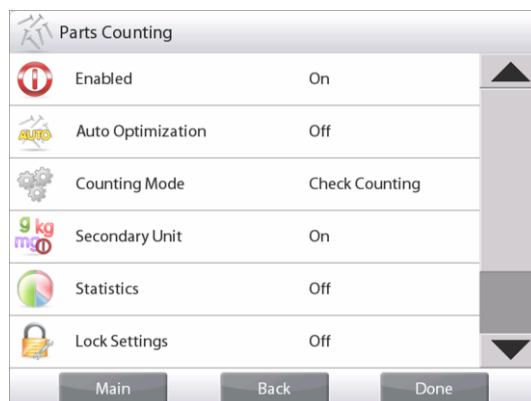 Parts Counting
Enabled On
AUTO Auto Optimization Off
Counting Mode Check Counting
g kg
mg Secondary Unit On
Statistics Off
Lock Settings Off
Main Back Done